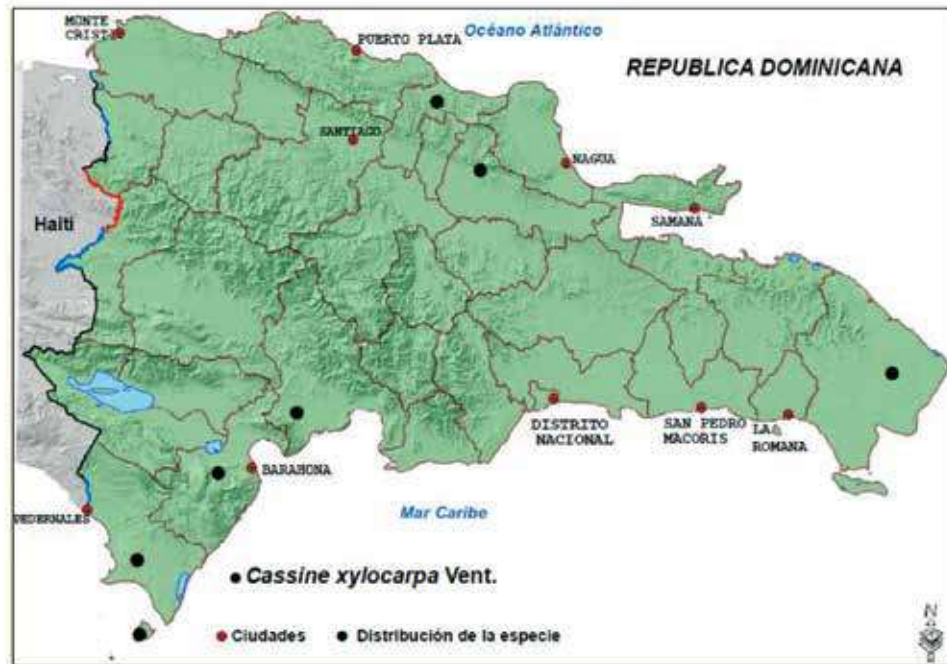 MONTE
CRISTI
PUERTO PLATA
Océano Atlántico
REPUBLICA DOMINICANA
SANTIAGO
NAGUA
SAMANA
Haiti
DISTRITO
NACIONAL
SAN PEDRO
MACORIS
LA
ROMANA
BARAHONA
PEDERNALES
Mar Caribe
Cassine xylocarpa Vent.
Ciudades
Distribución de la especie
N